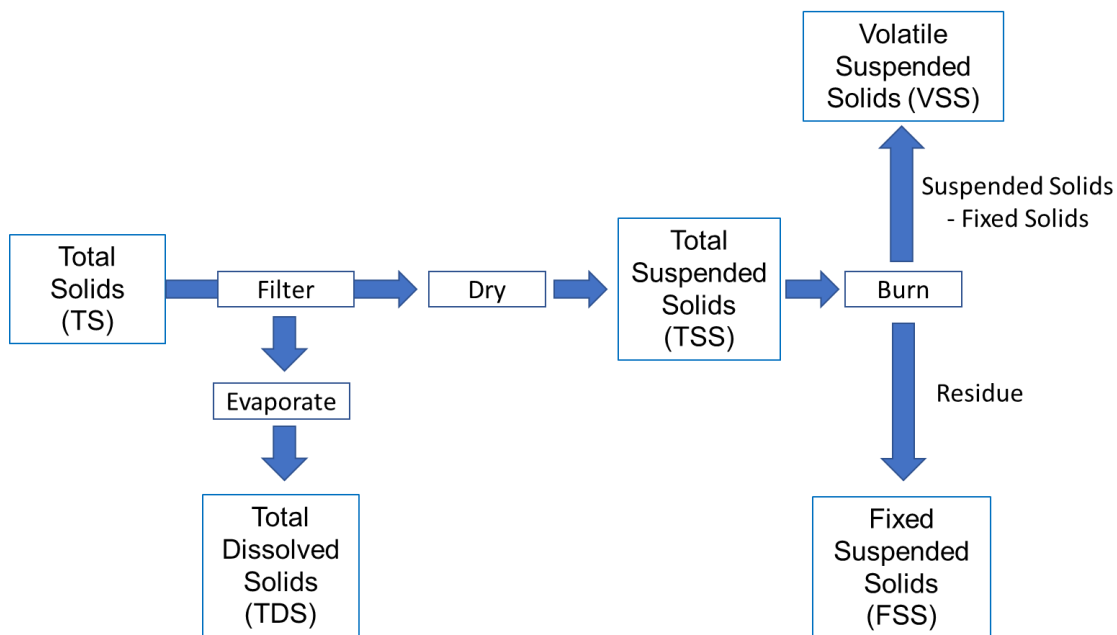 Volatile
Suspended
Solids (VSS)
Suspended Solids
- Fixed Solids
Total
Solids
(TS)
Filter
Dry
Total
Suspended
Solids
(TSS)
Burn
Evaporate
Residue
Total
Dissolved
Solids
(TDS)
Fixed
Suspended
Solids
(FSS)